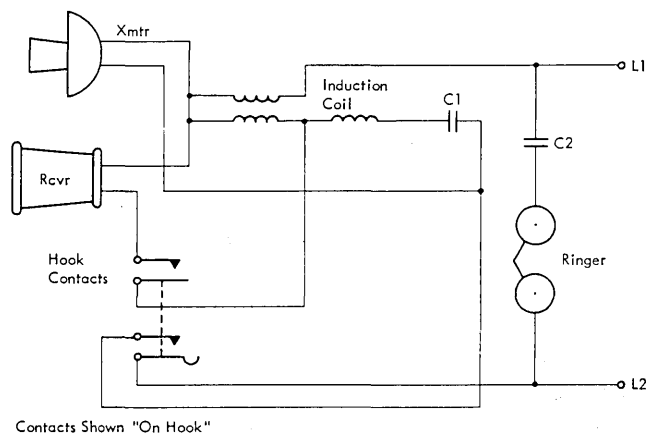 Xmtr
L1
Induction
Coil
C1
C2
Rcvr
Hook
Contacts
Ringer
L2
Contacts Shown "On Hook"